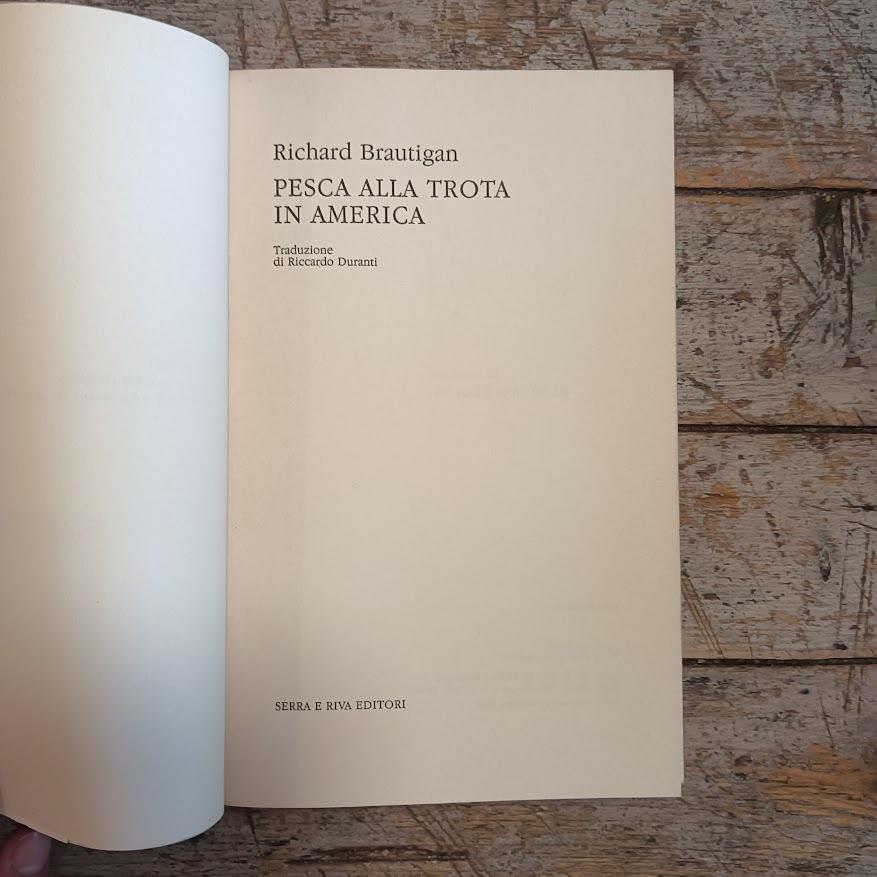 Richard Brautigan
PESCA ALLA TROTA
IN AMERICA
Traduzione
di Riccardo Duranti
SERRA E RIVA EDITORI